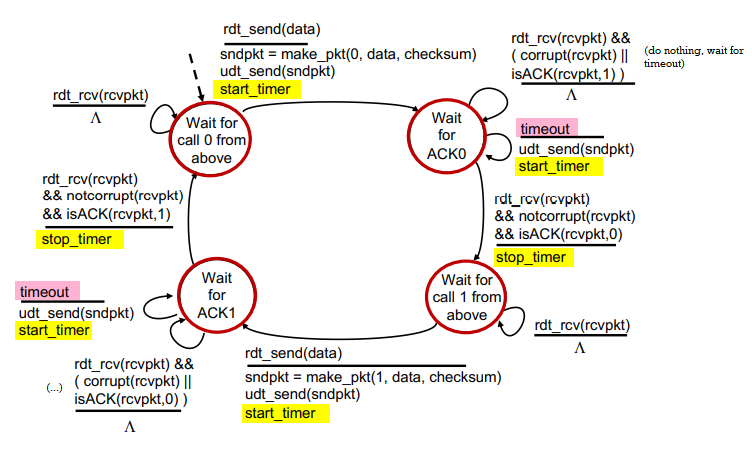 rdt_send(data)
sndpkt = make_pkt(0, data, checksum)
udt_send(sndpkt)
start_timer
rdt_rcv(rcvpkt) &&
( corrupt(rcvpkt) ||
isACK(rcvpkt,1) )
Λ
(do nothing, wait for
timeout)
rdt_rcv(rcvpkt)
Λ
Wait for
call 0 from
above
Wait
for
ACK0
timeout
udt_send(sndpkt)
start_timer
rdt_rcv(rcvpkt)
&& notcorrupt(rcvpkt)
&& isACK(rcvpkt,1)
stop_timer
rdt_rcv(rcvpkt)
&& notcorrupt(rcvpkt)
&& isACK(rcvpkt,0)
stop_timer
Wait
for
ACK1
Wait for
call 1 from
above
timeout
udt_send(sndpkt)
start_timer
rdt_rcv(rcvpkt)
Λ
(...)
rdt_rcv(rcvpkt) &&
( corrupt(rcvpkt) ||
isACK(rcvpkt,0) )
Λ
rdt_send(data)
sndpkt = make_pkt(1, data, checksum)
udt_send(sndpkt)
start_timer